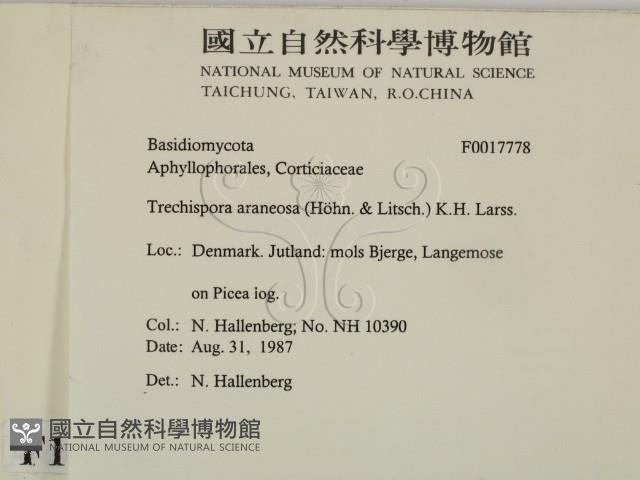 國立自然科學博物館
NATIONAL MUSEUM OF NATURAL SCIENCE
TAICHUNG, TAIWAN, R.O.CHINA
Basidiomycota F0017778
Aphyllophorales, Corticiaceae
Trechispora araneosa (Höhn. & Litsch.) K.H. Larss.
Loc.: Denmark. Jutland: mols Bjerge, Langemose
on Picea iog.
Col.: N. Hallenberg; No. NH 10390
Date: Aug. 31, 1987
Det.: N. Hallenberg
國立自然科學博物館
NATIONAL MUSEUM OF NATURAL SCIENCE